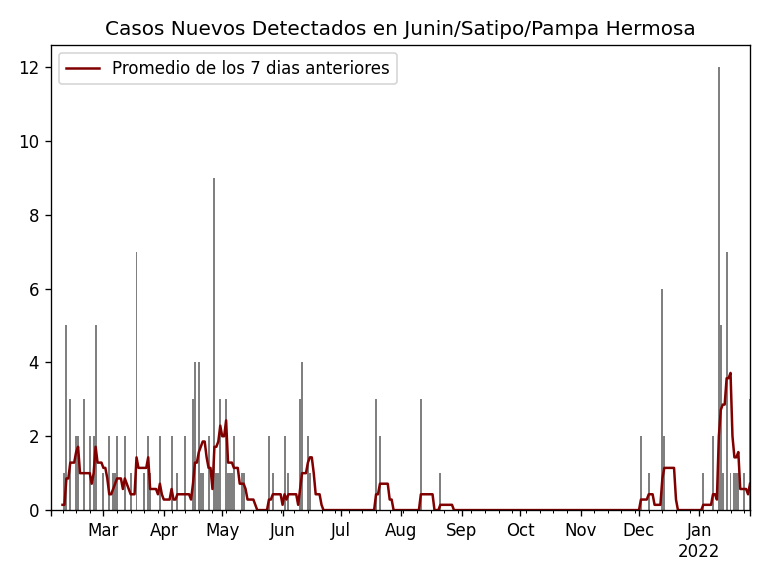 Casos Nuevos Detectados en Junin/Satipo/Pampa Hermosa
Promedio de los 7 dias anteriores
12
10
8
6
4
2
0
Mar Apr May Jun Jul Aug Sep Oct Nov Dec Jan
2022